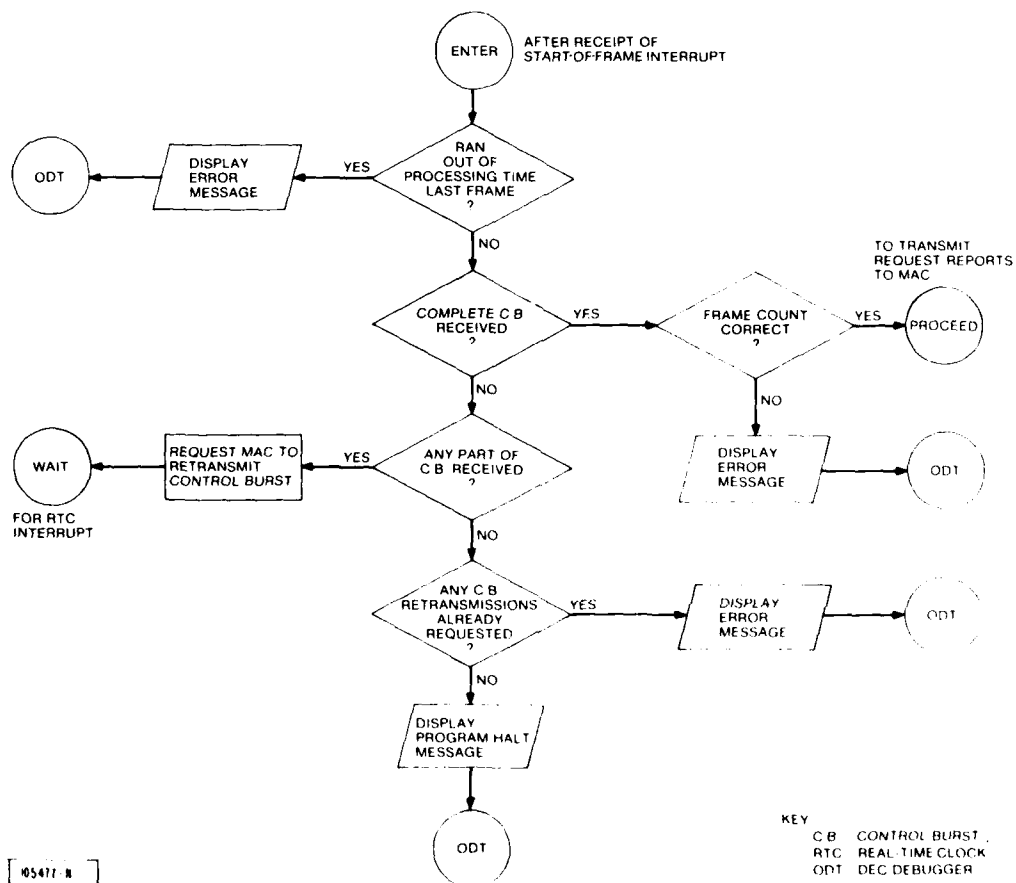 ENTER
AFTER RECEIPT OF
START-OF-FRAME INTERRUPT
RAN
OUT OF
PROCESSING TIME
LAST FRAME
?
YES
DISPLAY
ERROR
MESSAGE
ODT
NO
COMPLETE C B
RECEIVED
?
YES
FRAME COUNT
CORRECT
?
YES
TO TRANSMIT
REQUEST REPORTS
TO MAC
PROCEED
NO
DISPLAY
ERROR
MESSAGE
ODT
NO
ANY PART OF
C B RECEIVED
?
YES
REQUEST MAC TO
RETRANSMIT
CONTROL BURST
WAIT
FOR RTC
INTERRUPT
NO
ANY C B
RETRANSMISSIONS
ALREADY
REQUESTED
?
YES
DISPLAY
ERROR
MESSAGE
ODT
NO
DISPLAY
PROGRAM HALT
MESSAGE
ODT
KEY
C B CONTROL BURST
RTC REAL-TIME CLOCK
ODT DEC DEBUGGER